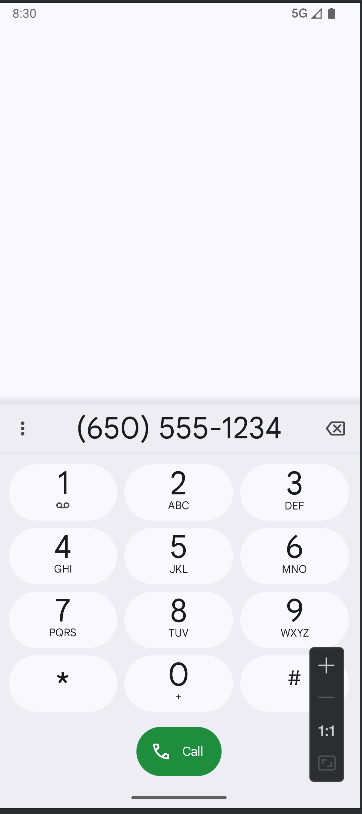 8:30 5G
(650) 555-1234
1 2 3
ABC DEF
4 5 6
GHI JKL MNO
7 8 9
PQRS TUV WXYZ
* 0 #
+
Call
1:1